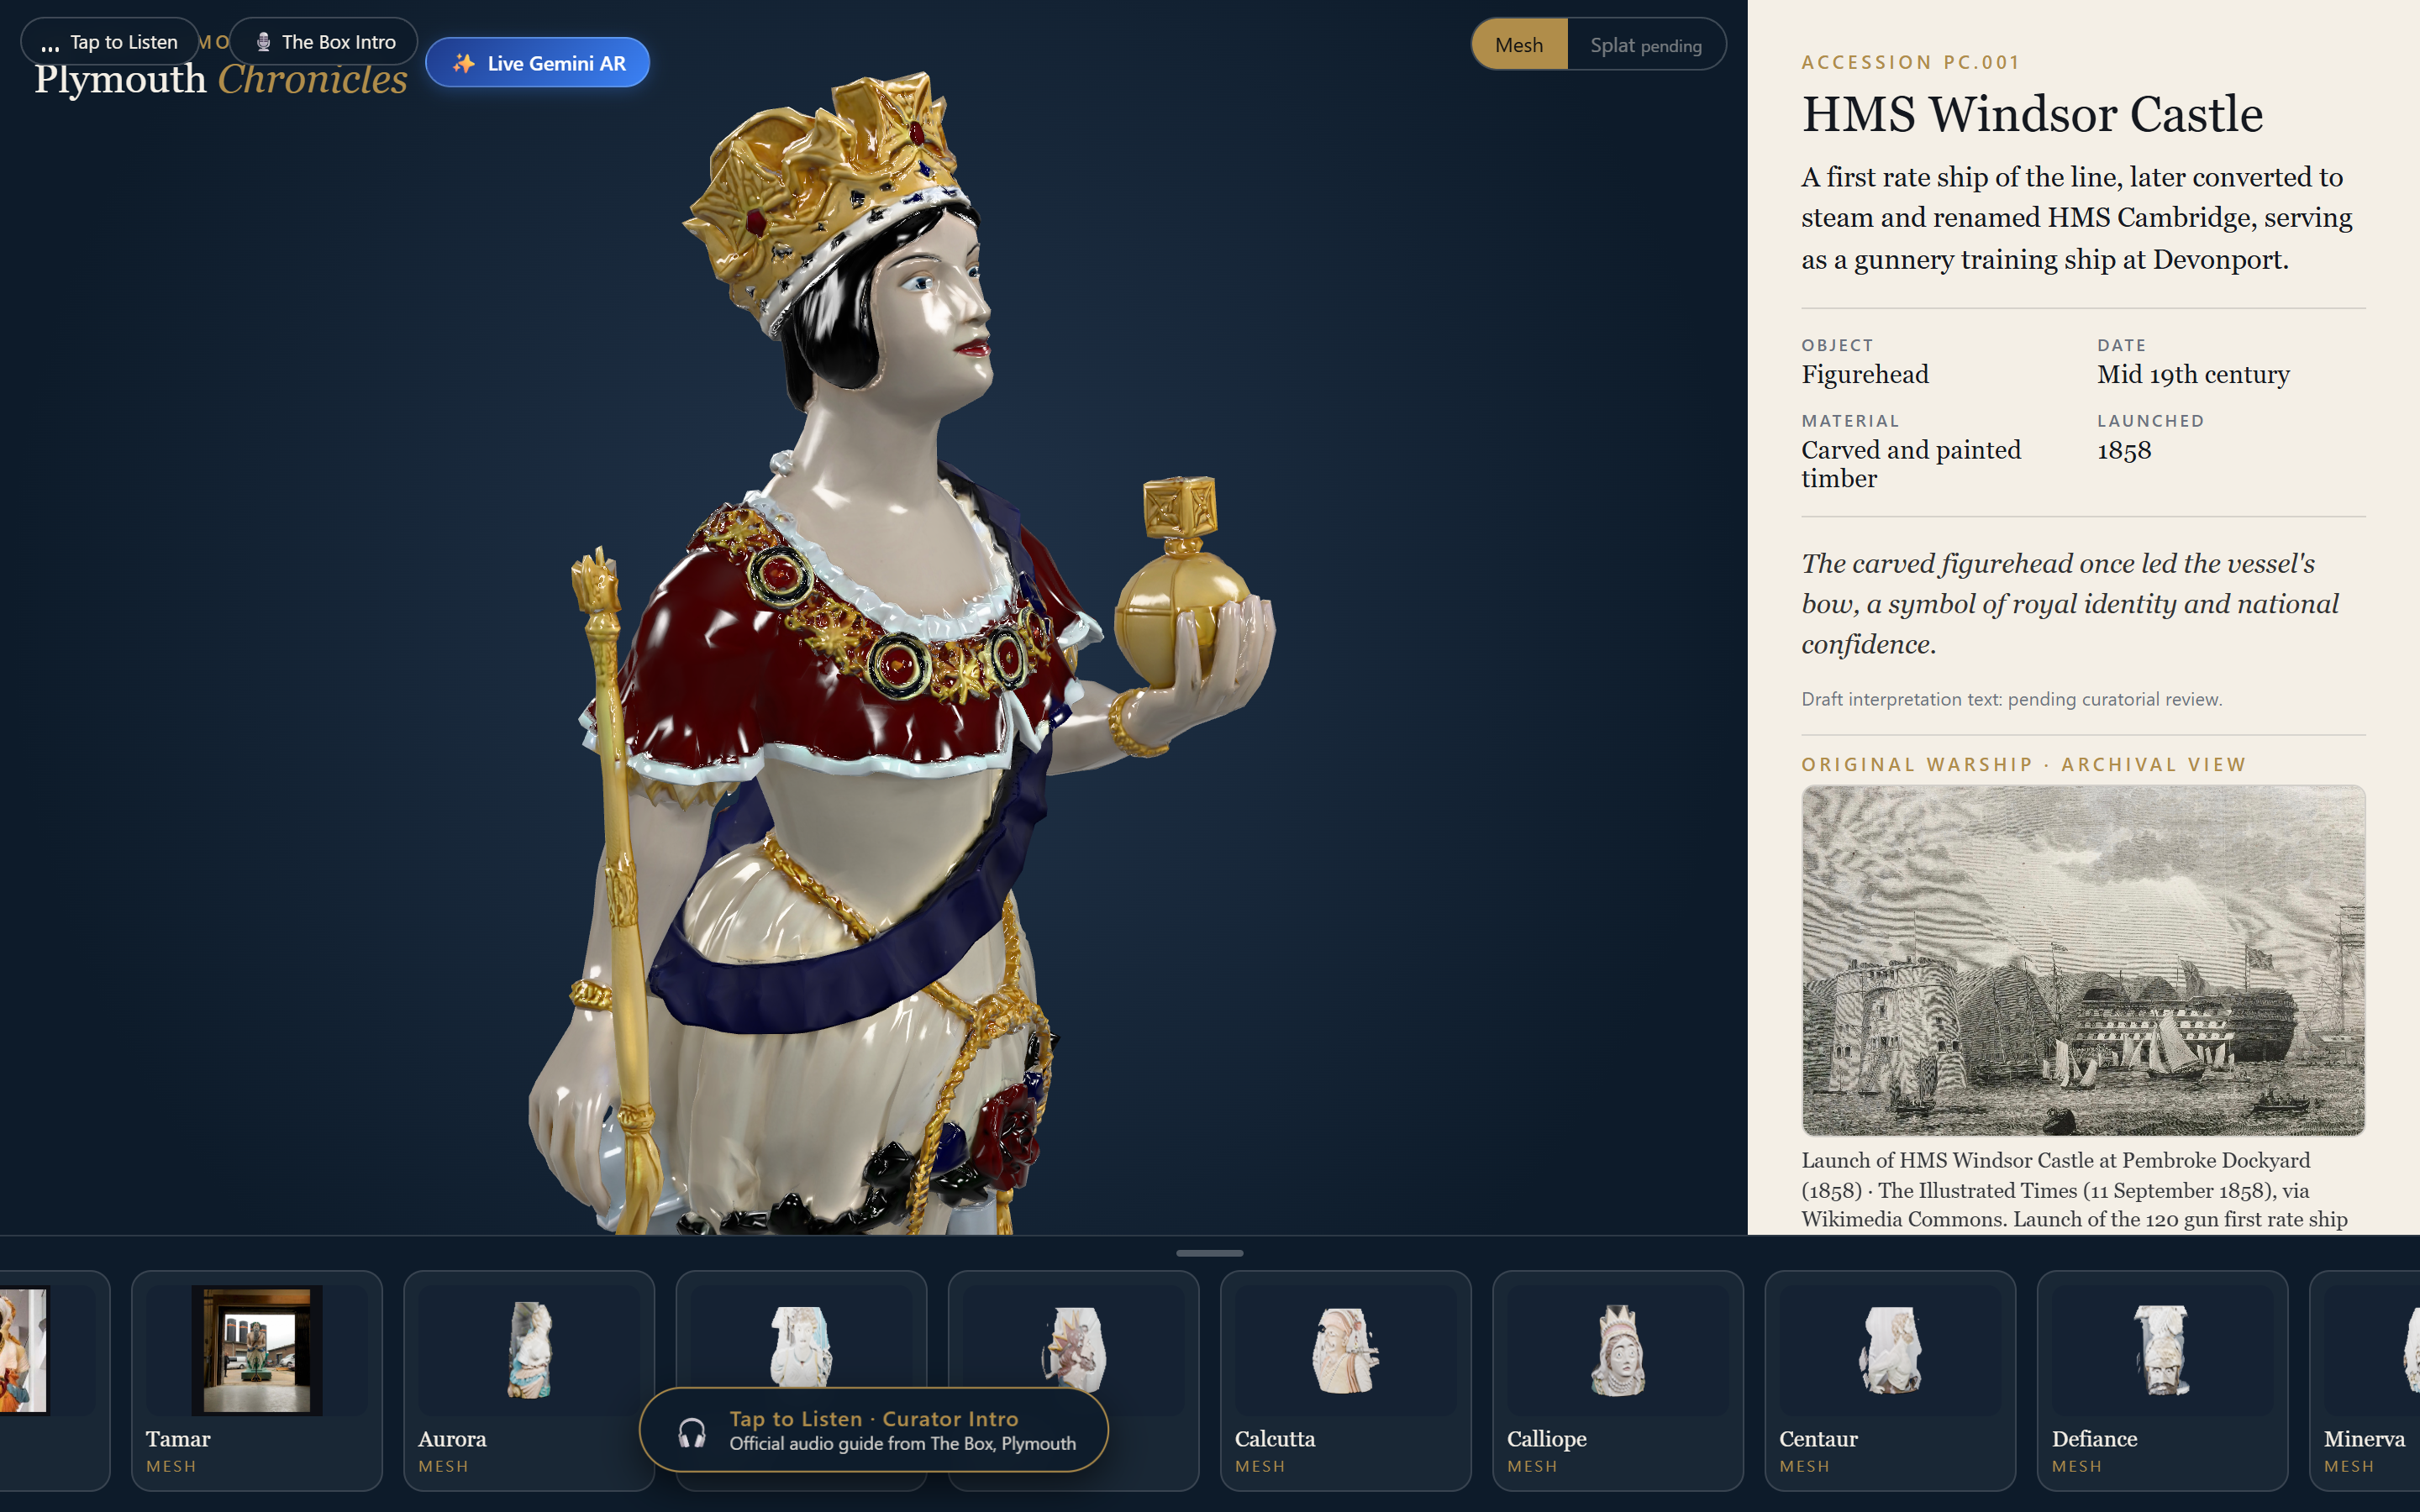 ... Tap to Listen
The Box Intro
Plymouth Chronicles
Live Gemini AR
Mesh
Splat pending
ACCESSION PC.001
HMS Windsor Castle
A first rate ship of the line, later converted to
steam and renamed HMS Cambridge, serving
as a gunnery training ship at Devonport.
OBJECT
Figurehead
DATE
Mid 19th century
MATERIAL
Carved and painted
timber
LAUNCHED
1858
The carved figurehead once led the vessel's
bow, a symbol of royal identity and national
confidence.
Draft interpretation text: pending curatorial review.
ORIGINAL WARSHIP · ARCHIVAL VIEW
Launch of HMS Windsor Castle at Pembroke Dockyard
(1858) · The Illustrated Times (11 September 1858), via
Wikimedia Commons. Launch of the 120 gun first rate ship
Tamar
MESH
Aurora
MESH
Tap to Listen · Curator Intro
Official audio guide from The Box, Plymouth
Calcutta
MESH
Calliope
MESH
Centaur
MESH
Defiance
MESH
Minerva
MESH